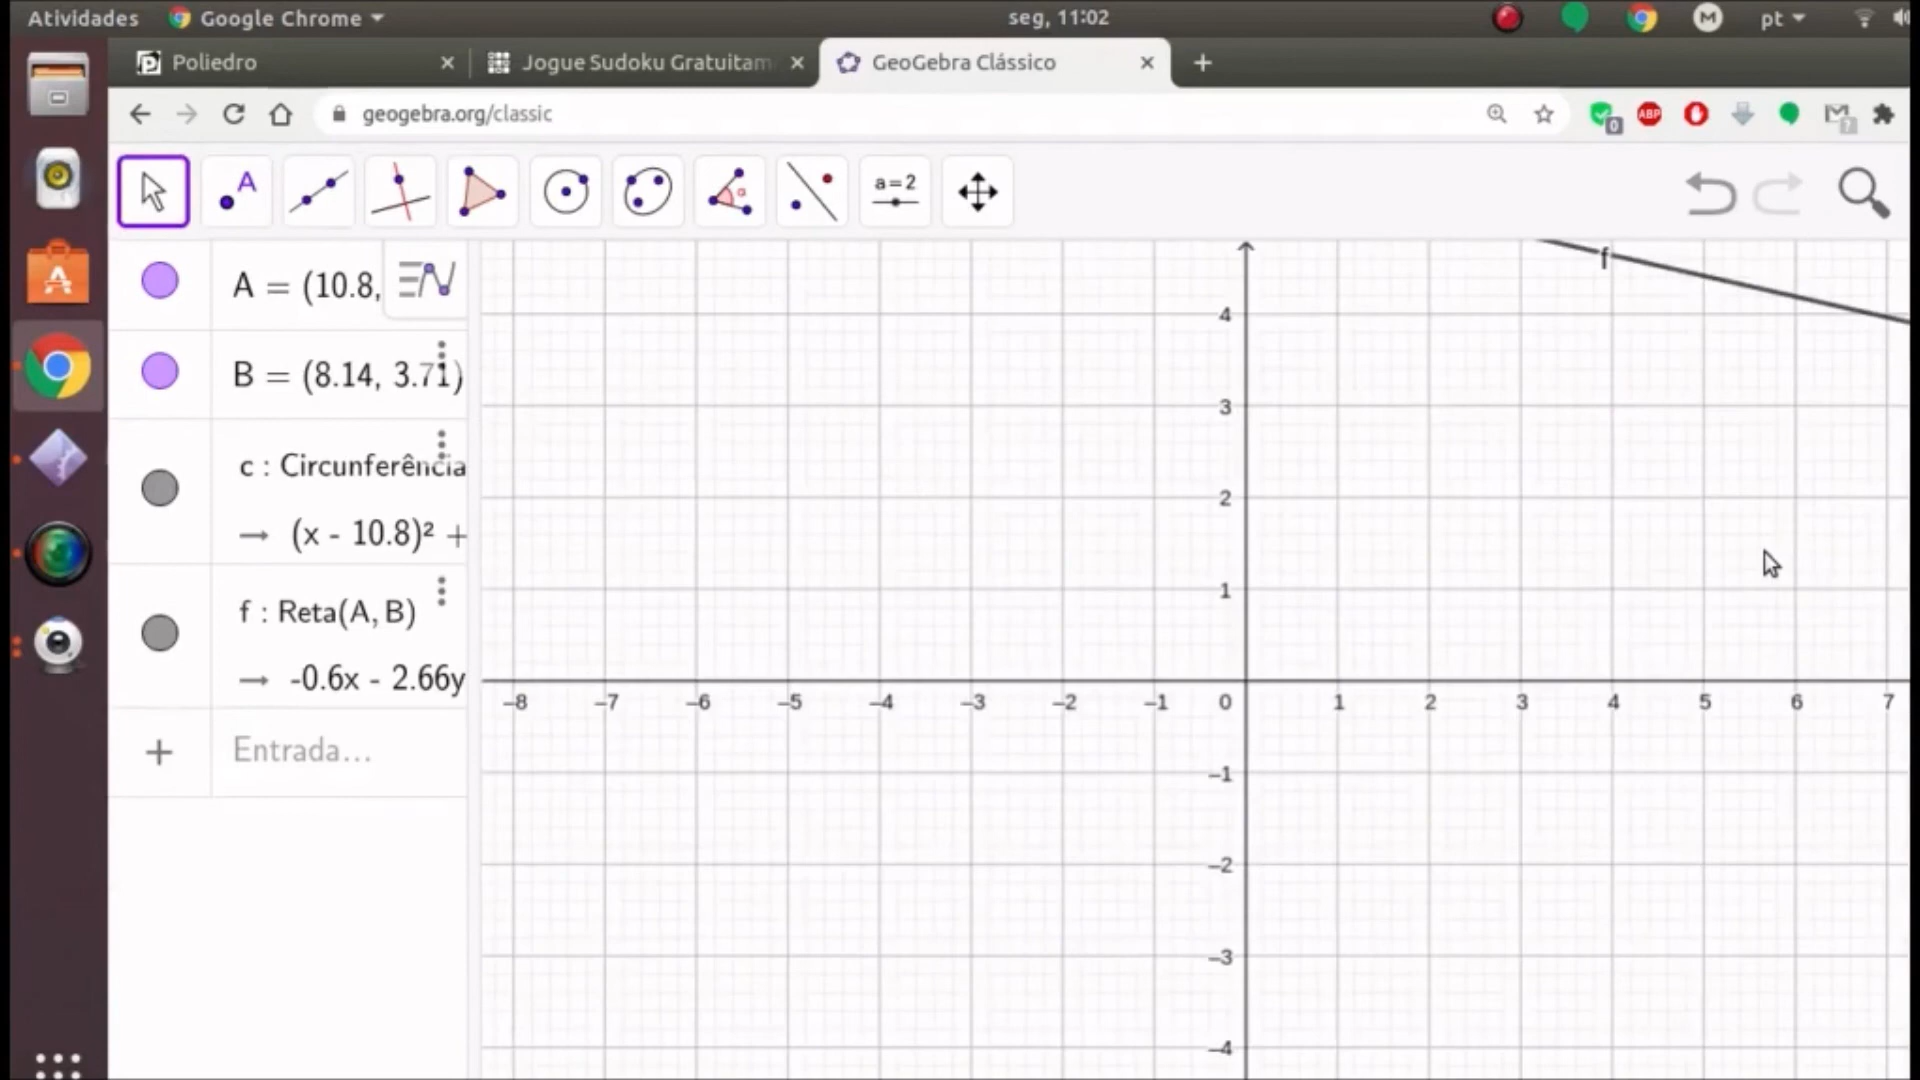 Atividades Google Chrome seg, 11:02 M pt
Poliedro Jogue Sudoku Gratuitam GeoGebra Clássico
geogebra.org/classic 0 ABP ?
A a=2
A = (10.8,
B = (8.14, 3.71)
c : Circunferência
→ (x - 10.8)² +
f : Reta(A, B)
→ -0.6x - 2.66y
+ Entrada...
f
4
3
2
1
–8 –7 –6 –5 –4 –3 –2 –1 0 1 2 3 4 5 6 7
–1
–2
–3
–4